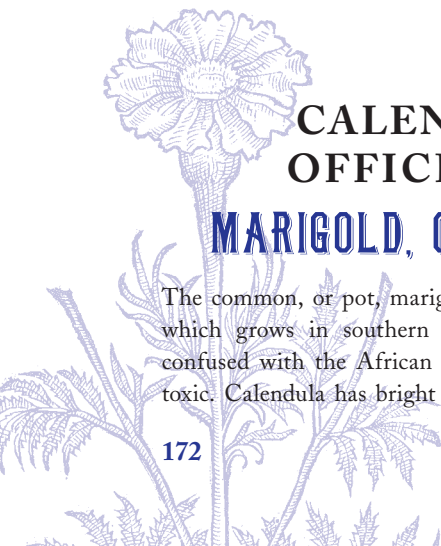 CALEN
OFFICI
MARIGOLD,
The common, or pot, marig
which grows in southern
confused with the African
toxic. Calendula has bright
172